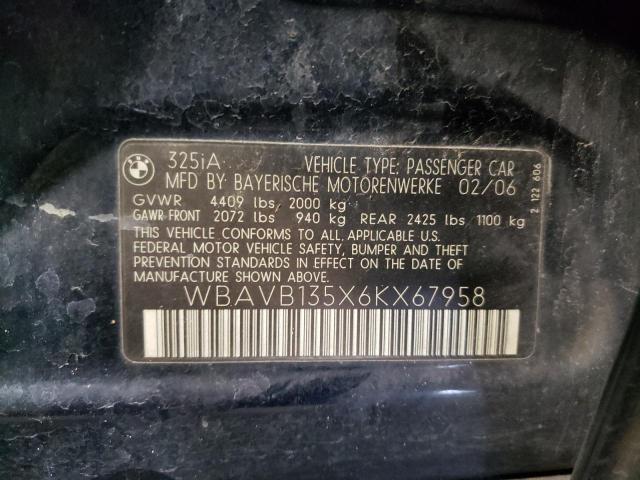 BMW
325iA VEHICLE TYPE: PASSENGER CAR
MFD BY BAYERISCHE MOTORENWERKE 02/06
GVWR 4409 lbs 2000 kg
GAWR FRONT 2072 lbs 940 kg REAR 2425 lbs 1100 kg
THIS VEHICLE CONFORMS TO ALL APPLICABLE U.S.
FEDERAL MOTOR VEHICLE SAFETY, BUMPER AND THEFT
PREVENTION STANDARDS IN EFFECT ON THE DATE OF
MANUFACTURE SHOWN ABOVE.
WBAVB135X6KX67958
2 122 606